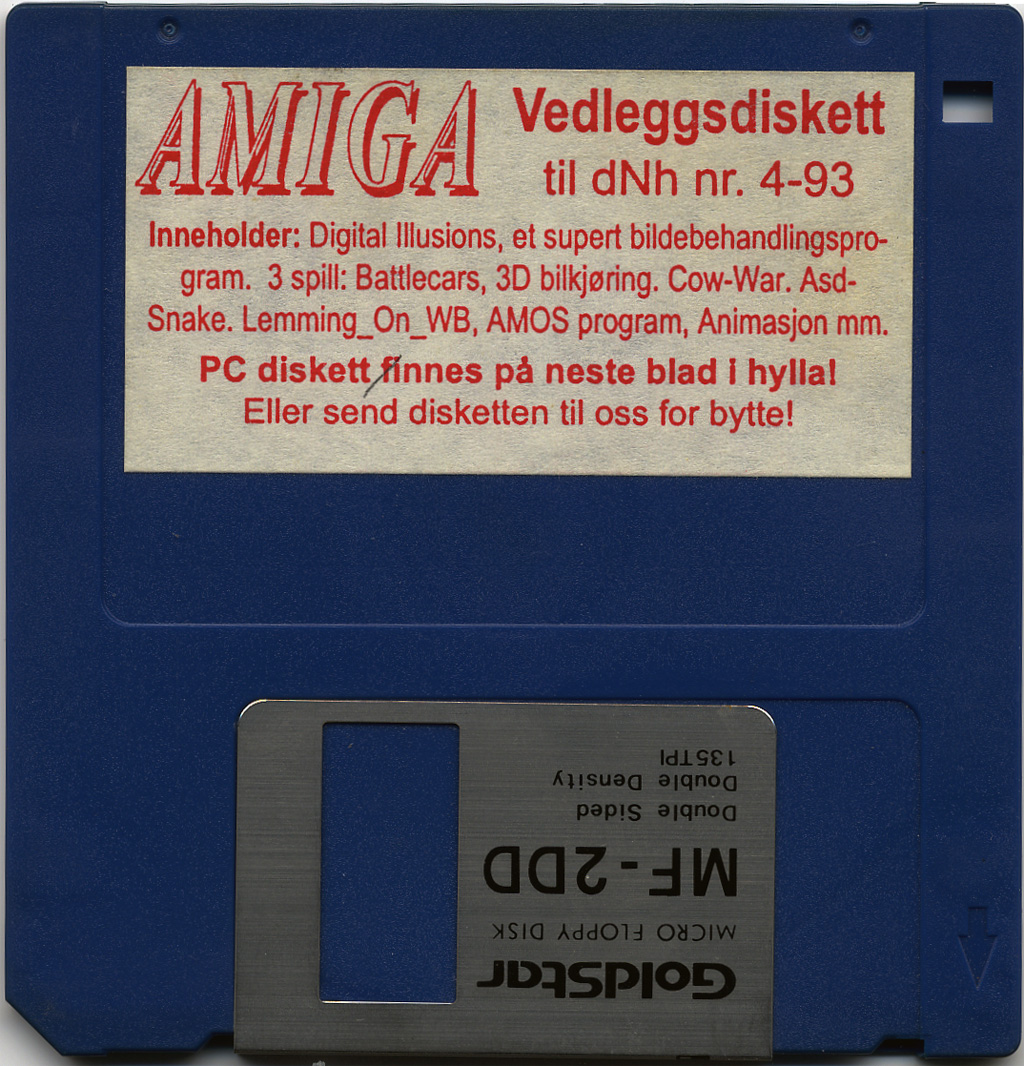 AMIGA Vedleggsdiskett
til dNh nr. 4-93
Inneholder: Digital Illusions, et supert bildebehandlingspro-
gram. 3 spill: Battlecars, 3D bilkjøring. Cow-War. Asd-
Snake. Lemming_On_WB, AMOS program, Animasjon mm.
PC diskett finnes på neste blad i hylla!
Eller send disketten til oss for bytte!
GoldStar
MICRO FLOPPY DISK
MF-2DD
Double Sided
Double Density
135TPI